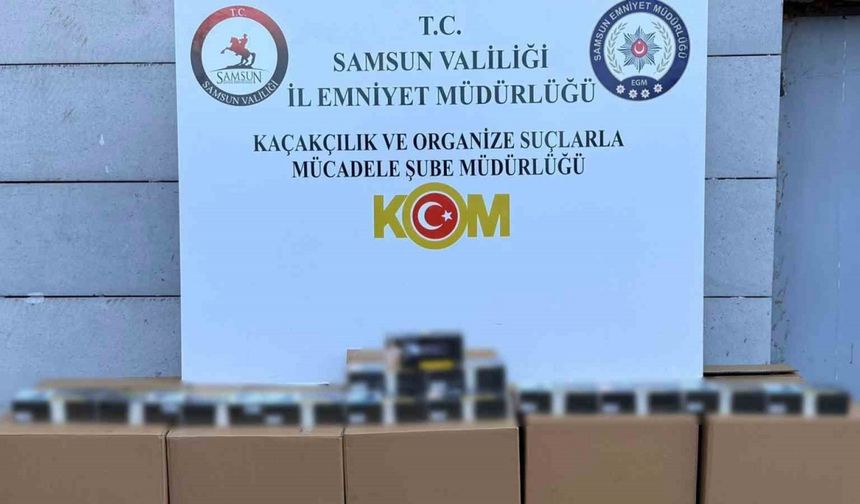 T.C.
SAMSUN
SAMSUN VALİLİĞİ
T.C.
SAMSUN VALİLİĞİ
İL EMNİYET MÜDÜRLÜĞÜ
SAMSUN EMNİYET MÜDÜRLÜĞÜ
EGM
KAÇAKÇILIK VE ORGANİZE SUÇLARLA
MÜCADELE ŞUBE MÜDÜRLÜĞÜ
KOM